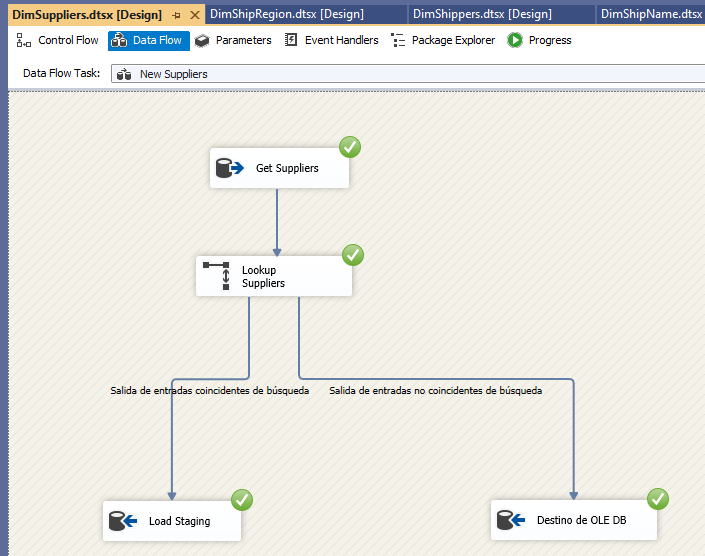 DimSuppliers.dtsx [Design]
DimShipRegion.dtsx [Design]
DimShippers.dtsx [Design]
DimShipName.dtsx
Control Flow
Data Flow
Parameters
Event Handlers
Package Explorer
Progress
Data Flow Task:
New Suppliers
Get Suppliers
Lookup
Suppliers
Salida de entradas coincidentes de búsqueda
Salida de entradas no coincidentes de búsqueda
Load Staging
Destino de OLE DB